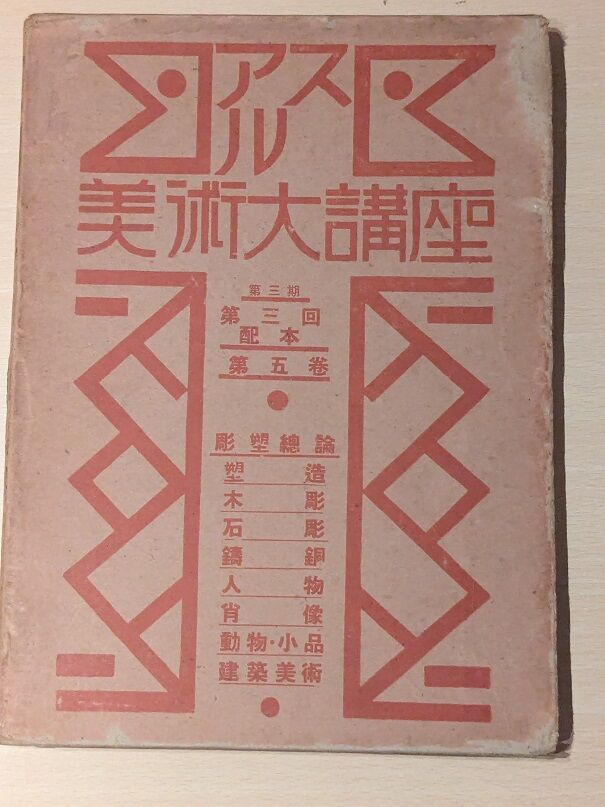 アルス
美術大講座
第三期
第三回
配本
第五卷
彫塑總論
塑造
木彫
石彫
鑄銅
人物
肖像
動物・小品
建築美術